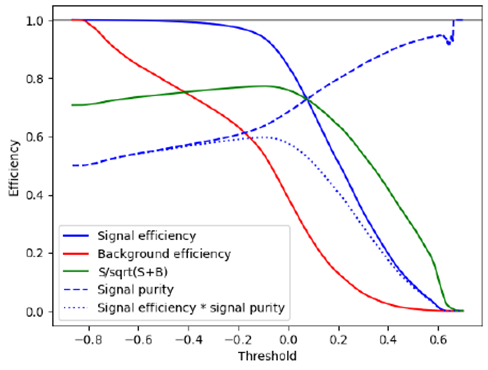 1.0
0.8
0.6
0.4
0.2
0.0
Efficiency
Signal efficiency
Background efficiency
S/sqrt(S+B)
Signal purity
Signal efficiency * signal purity
−0.8 −0.6 −0.4 −0.2 0.0 0.2 0.4 0.6
Threshold